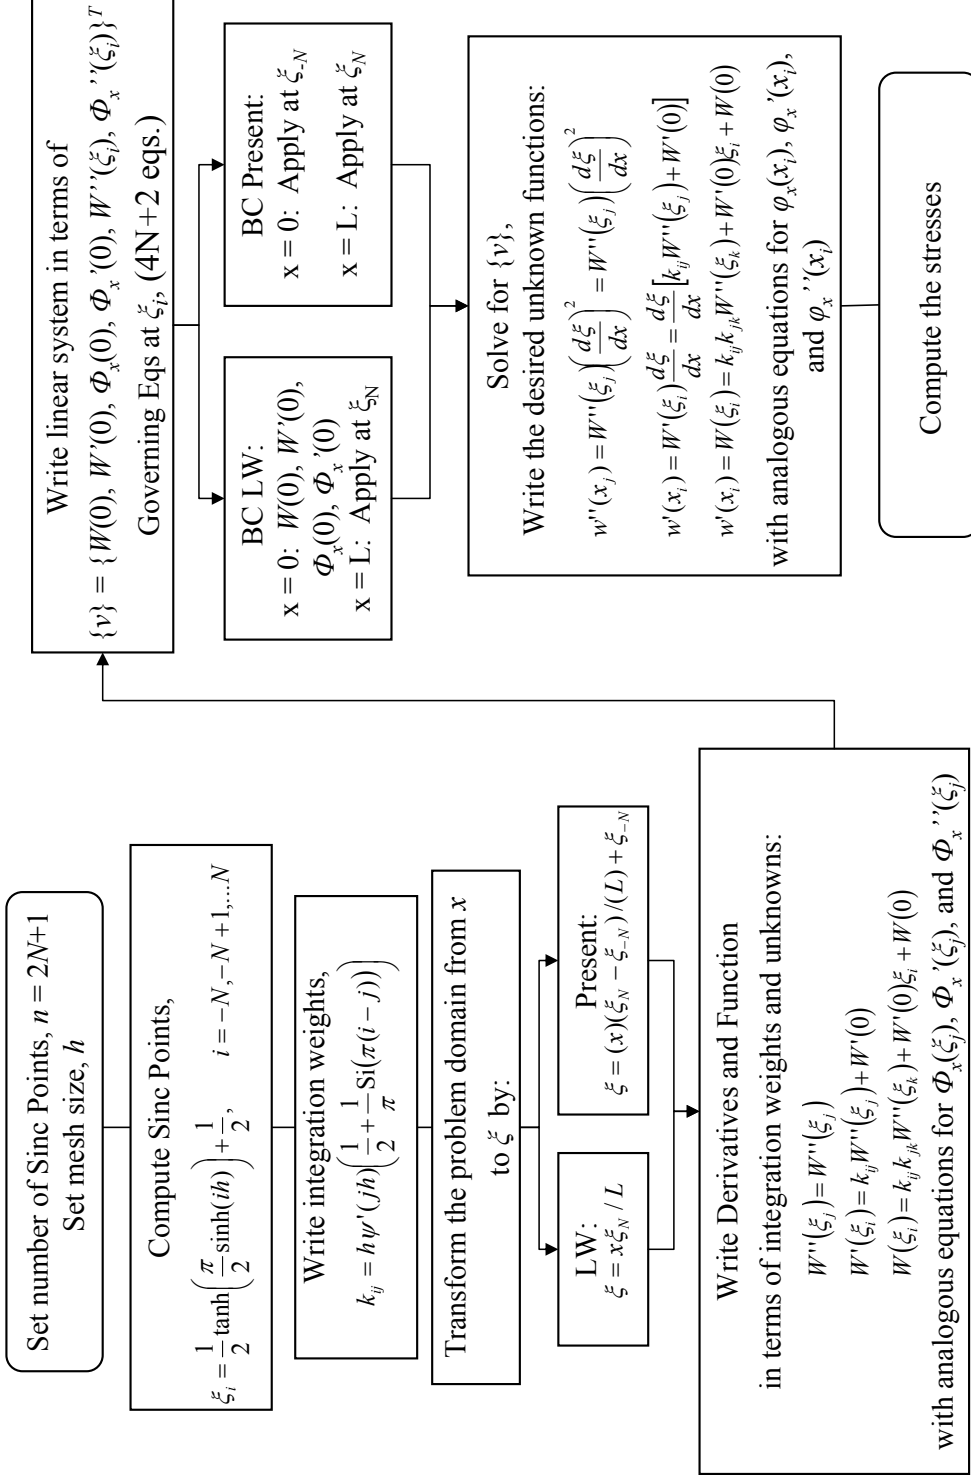 Set number of Sinc Points, n = 2N+1
Set mesh size, h
Compute Sinc Points,
ξ_i = 1/2 tanh(π/2 sinh(ih)) + 1/2,   i = −N, −N + 1,...N
Write integration weights,
k_ij = hψ'(jh)(1/2 + 1/π Si(π(i − j)))
Transform the problem domain from x
to ξ by:
LW:
ξ = xξ_N / L
Present:
ξ = (x)(ξ_N − ξ_−N) /(L) + ξ_−N
Write Derivatives and Function
in terms of integration weights and unknowns:
W''(ξ_j) = W''(ξ_j)
W'(ξ_i) = k_ij W''(ξ_j) + W'(0)
W(ξ_i) = k_ij k_jk W''(ξ_k) + W'(0)ξ_i + W(0)
with analogous equations for Φ_x(ξ_j), Φ_x'(ξ_j), and Φ_x''(ξ_j)
Write linear system in terms of
{v} = {W(0), W'(0), Φ_x(0), Φ_x'(0), W''(ξ_i), Φ_x''(ξ_i)}^T
Governing Eqs at ξ_i, (4N+2 eqs.)
BC LW:
x = 0: W(0), W'(0),
Φ_x(0), Φ_x'(0)
x = L: Apply at ξ_N
BC Present:
x = 0: Apply at ξ_-N
x = L: Apply at ξ_N
Solve for {v},
Write the desired unknown functions:
w''(x_j) = W''(ξ_j)(dξ/dx)^2 = W''(ξ_j)(dξ/dx)^2
w'(x_i) = W'(ξ_i) dξ/dx = dξ/dx [k_ij W''(ξ_j) + W'(0)]
w'(x_i) = W(ξ_i) = k_ij k_jk W''(ξ_k) + W'(0)ξ_i + W(0)
with analogous equations for φ_x(x_i), φ_x'(x_i),
and φ_x''(x_i)
Compute the stresses